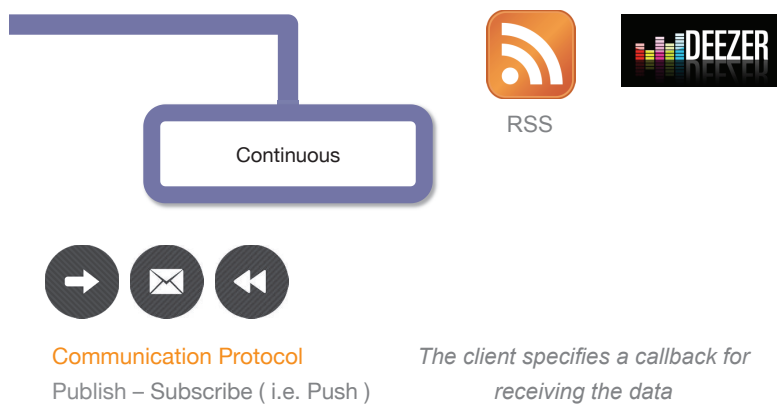 DEEZER
RSS
Continuous
Communication Protocol
Publish – Subscribe ( i.e. Push )
The client specifies a callback for
receiving the data